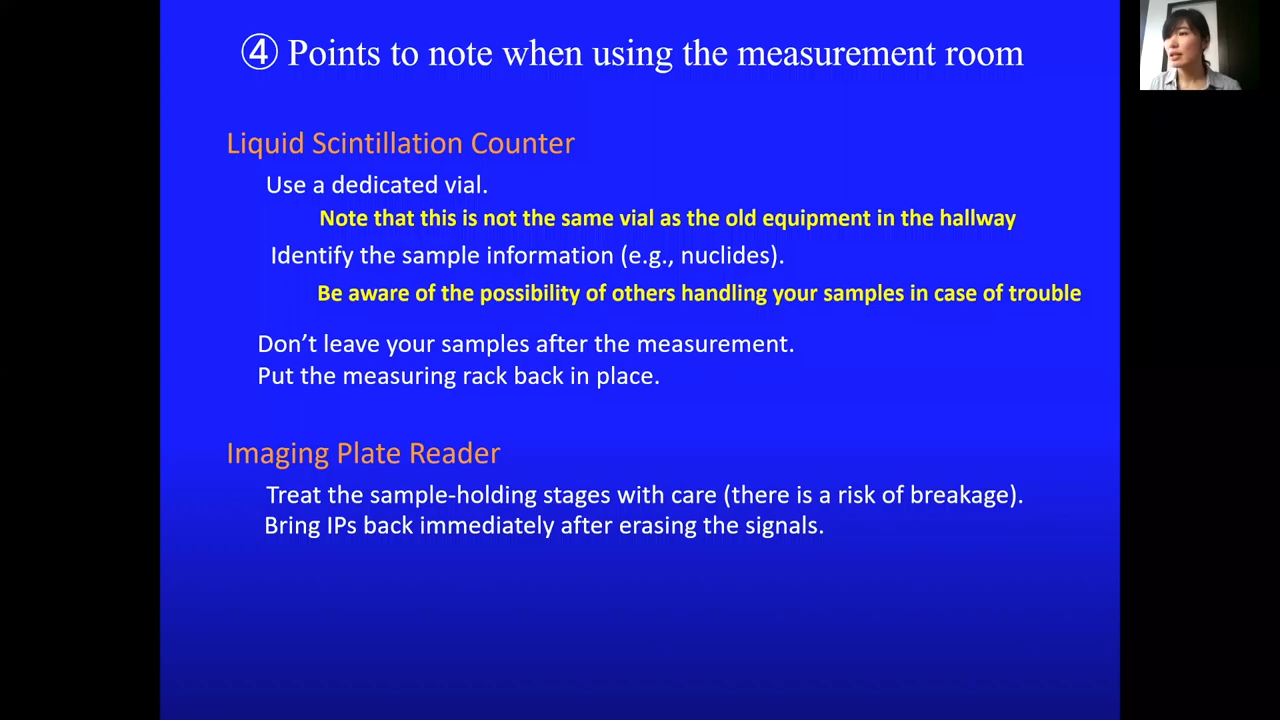 ④ Points to note when using the measurement room
Liquid Scintillation Counter
Use a dedicated vial.
Note that this is not the same vial as the old equipment in the hallway
Identify the sample information (e.g., nuclides).
Be aware of the possibility of others handling your samples in case of trouble
Don’t leave your samples after the measurement.
Put the measuring rack back in place.
Imaging Plate Reader
Treat the sample-holding stages with care (there is a risk of breakage).
Bring IPs back immediately after erasing the signals.